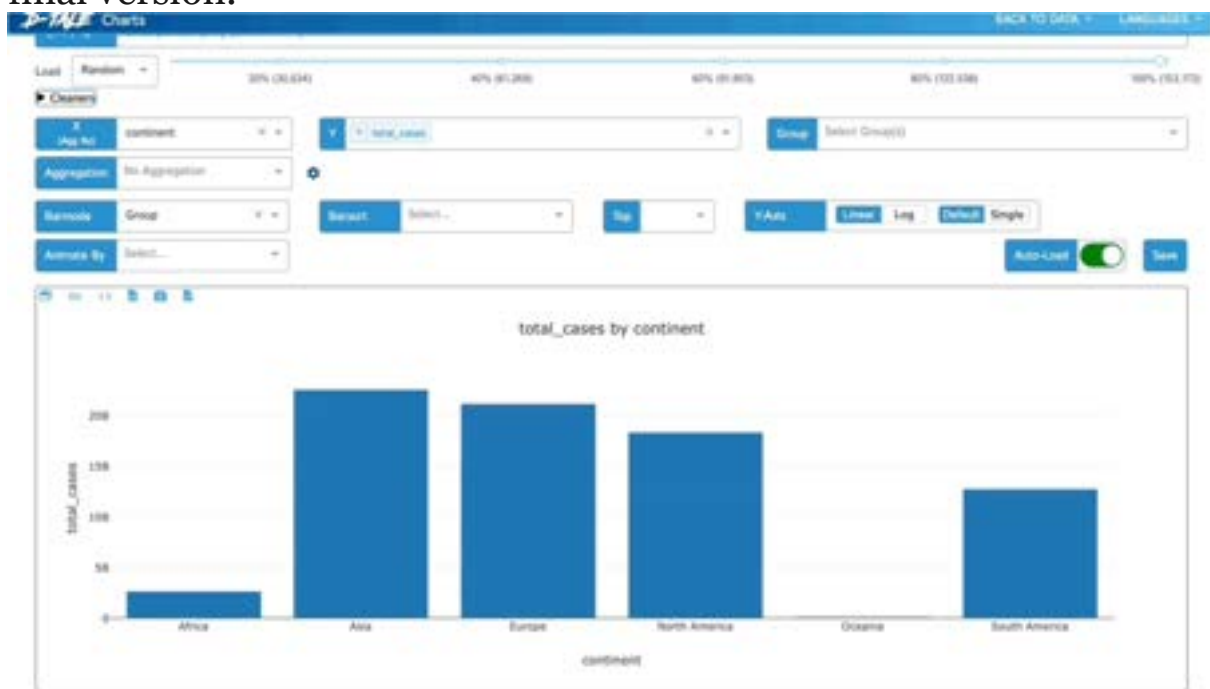 final version.
D-TALE Charts BACK TO DATA LANGUAGES
Load Random 20% (30,634) 40% (61,269) 60% (91,903) 80% (122,538) 100% (153,172)
Cleaners
X continent Y total_cases Group Select Group(s)
(Agg By)
Aggregation No Aggregation
Barmode Group Barsort Select... Top Y-Axis Linear Log Default Single
Animate By Select... Auto-Load Save
total_cases by continent
20B
15B
10B
5B
0
total_cases
Africa Asia Europe North America Oceania South America
continent